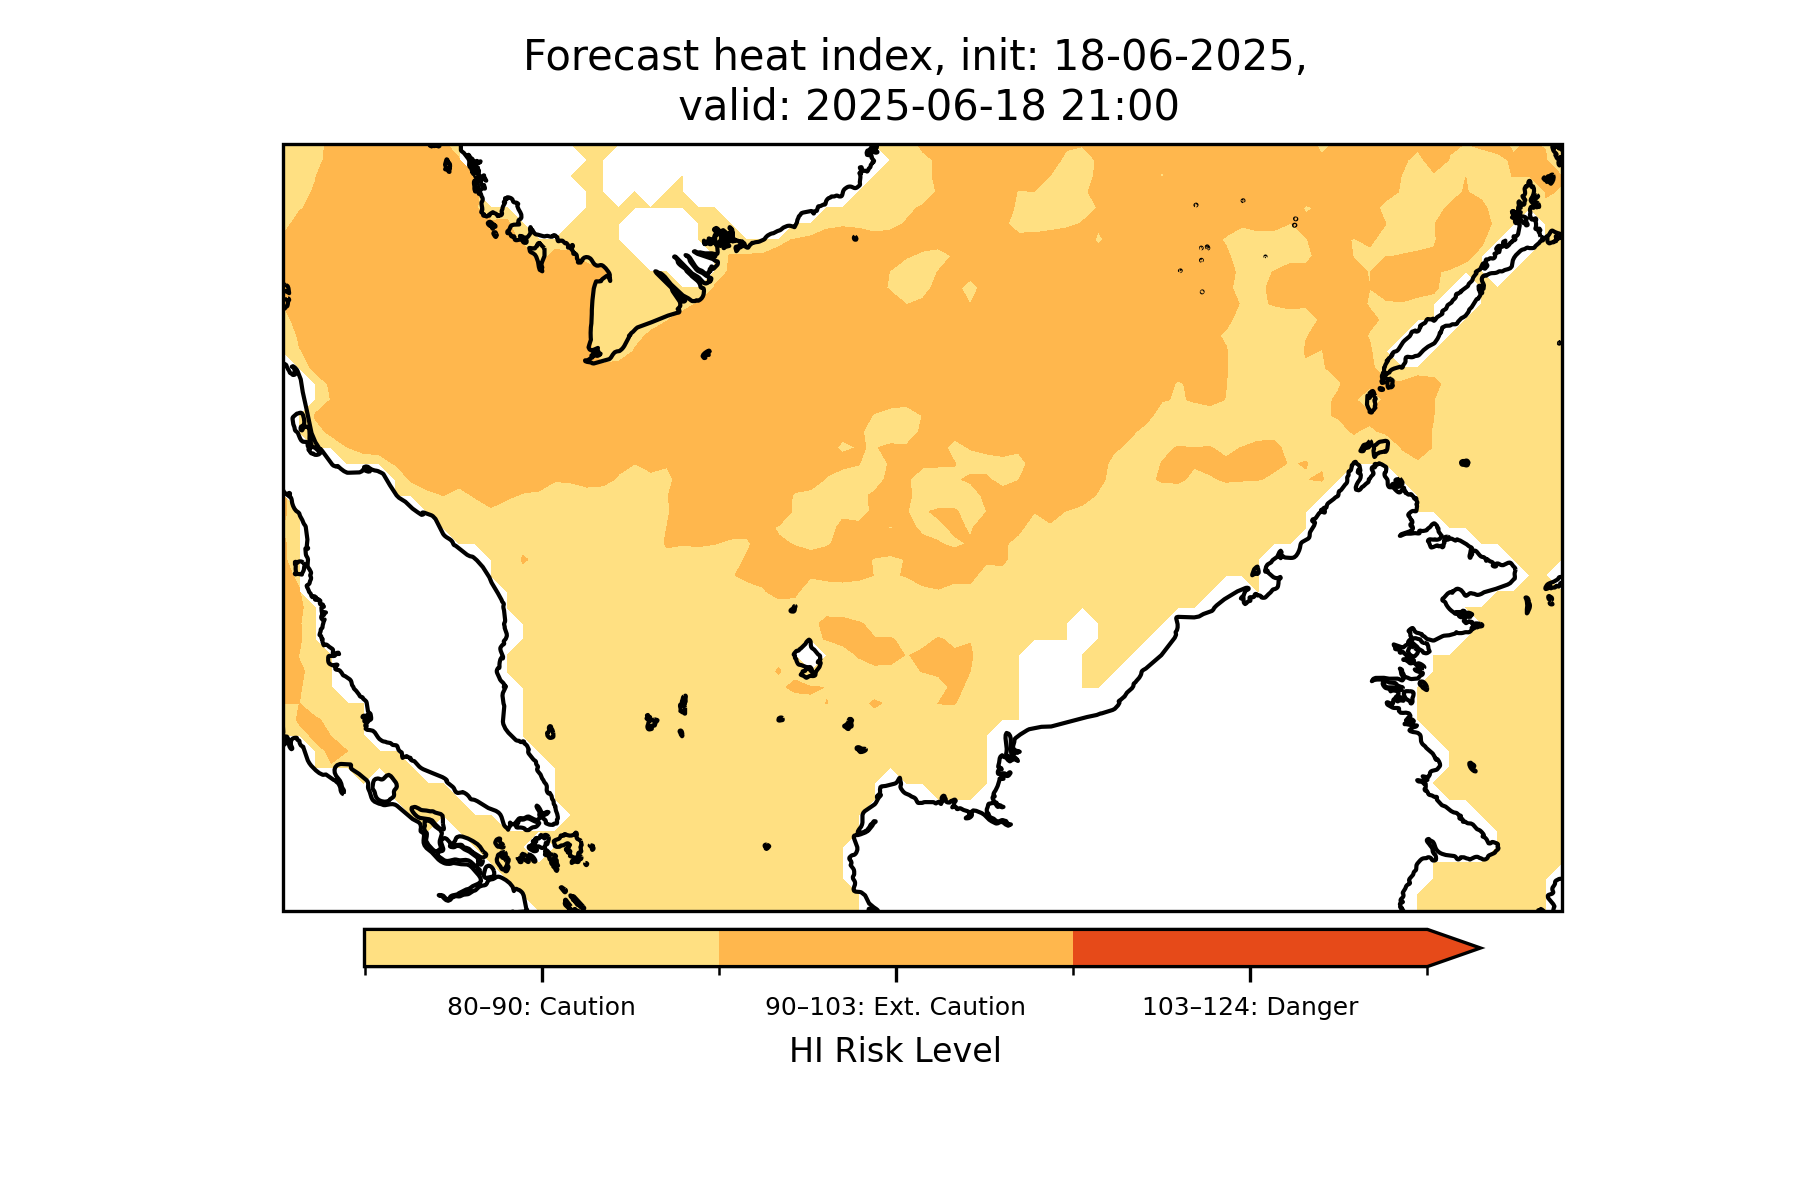 Forecast heat index, init: 18-06-2025,
valid: 2025-06-18 21:00
80–90: Caution
90–103: Ext. Caution
103–124: Danger
HI Risk Level